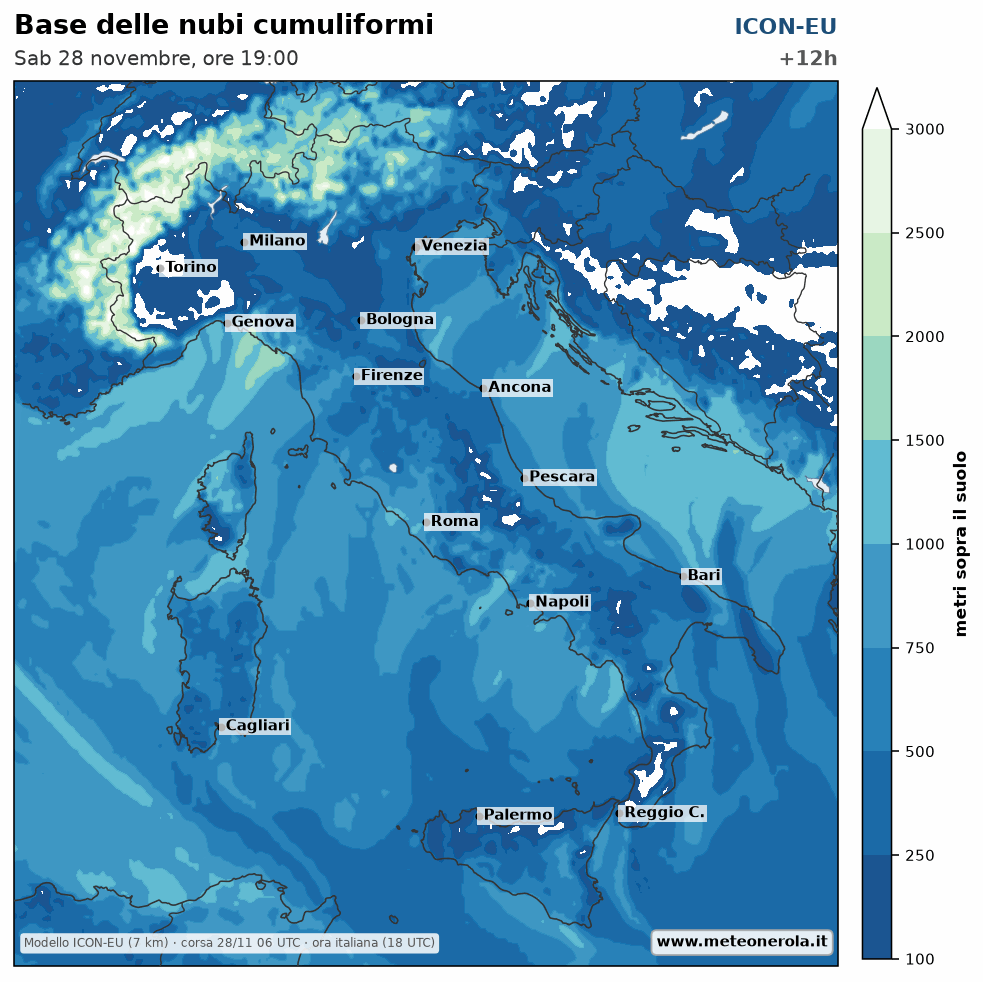 Base delle nubi cumuliformi
ICON-EU
Sab 28 novembre, ore 19:00
+12h
3000
2500
2000
1500
1000
750
500
250
100
metri sopra il suolo
Milano
Venezia
Torino
Genova
Bologna
Firenze
Ancona
Pescara
Roma
Bari
Napoli
Cagliari
Palermo
Reggio C.
Modello ICON-EU (7 km) · corsa 28/11 06 UTC · ora italiana (18 UTC)
www.meteonerola.it